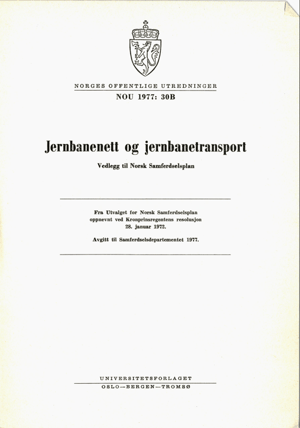 NORGES OFFENTLIGE UTREDNINGER
NOU 1977: 30B
Jernbanenett og jernbanetransport
Vedlegg til Norsk Samferdselsplan
Fra Utvalget for Norsk Samferdselsplan
oppnevnt ved Kronprinsregentens resolusjon
28. januar 1972.
Avgitt til Samferdselsdepartementet 1977.
UNIVERSITETSFORLAGET
OSLO—BERGEN—TROMSØ